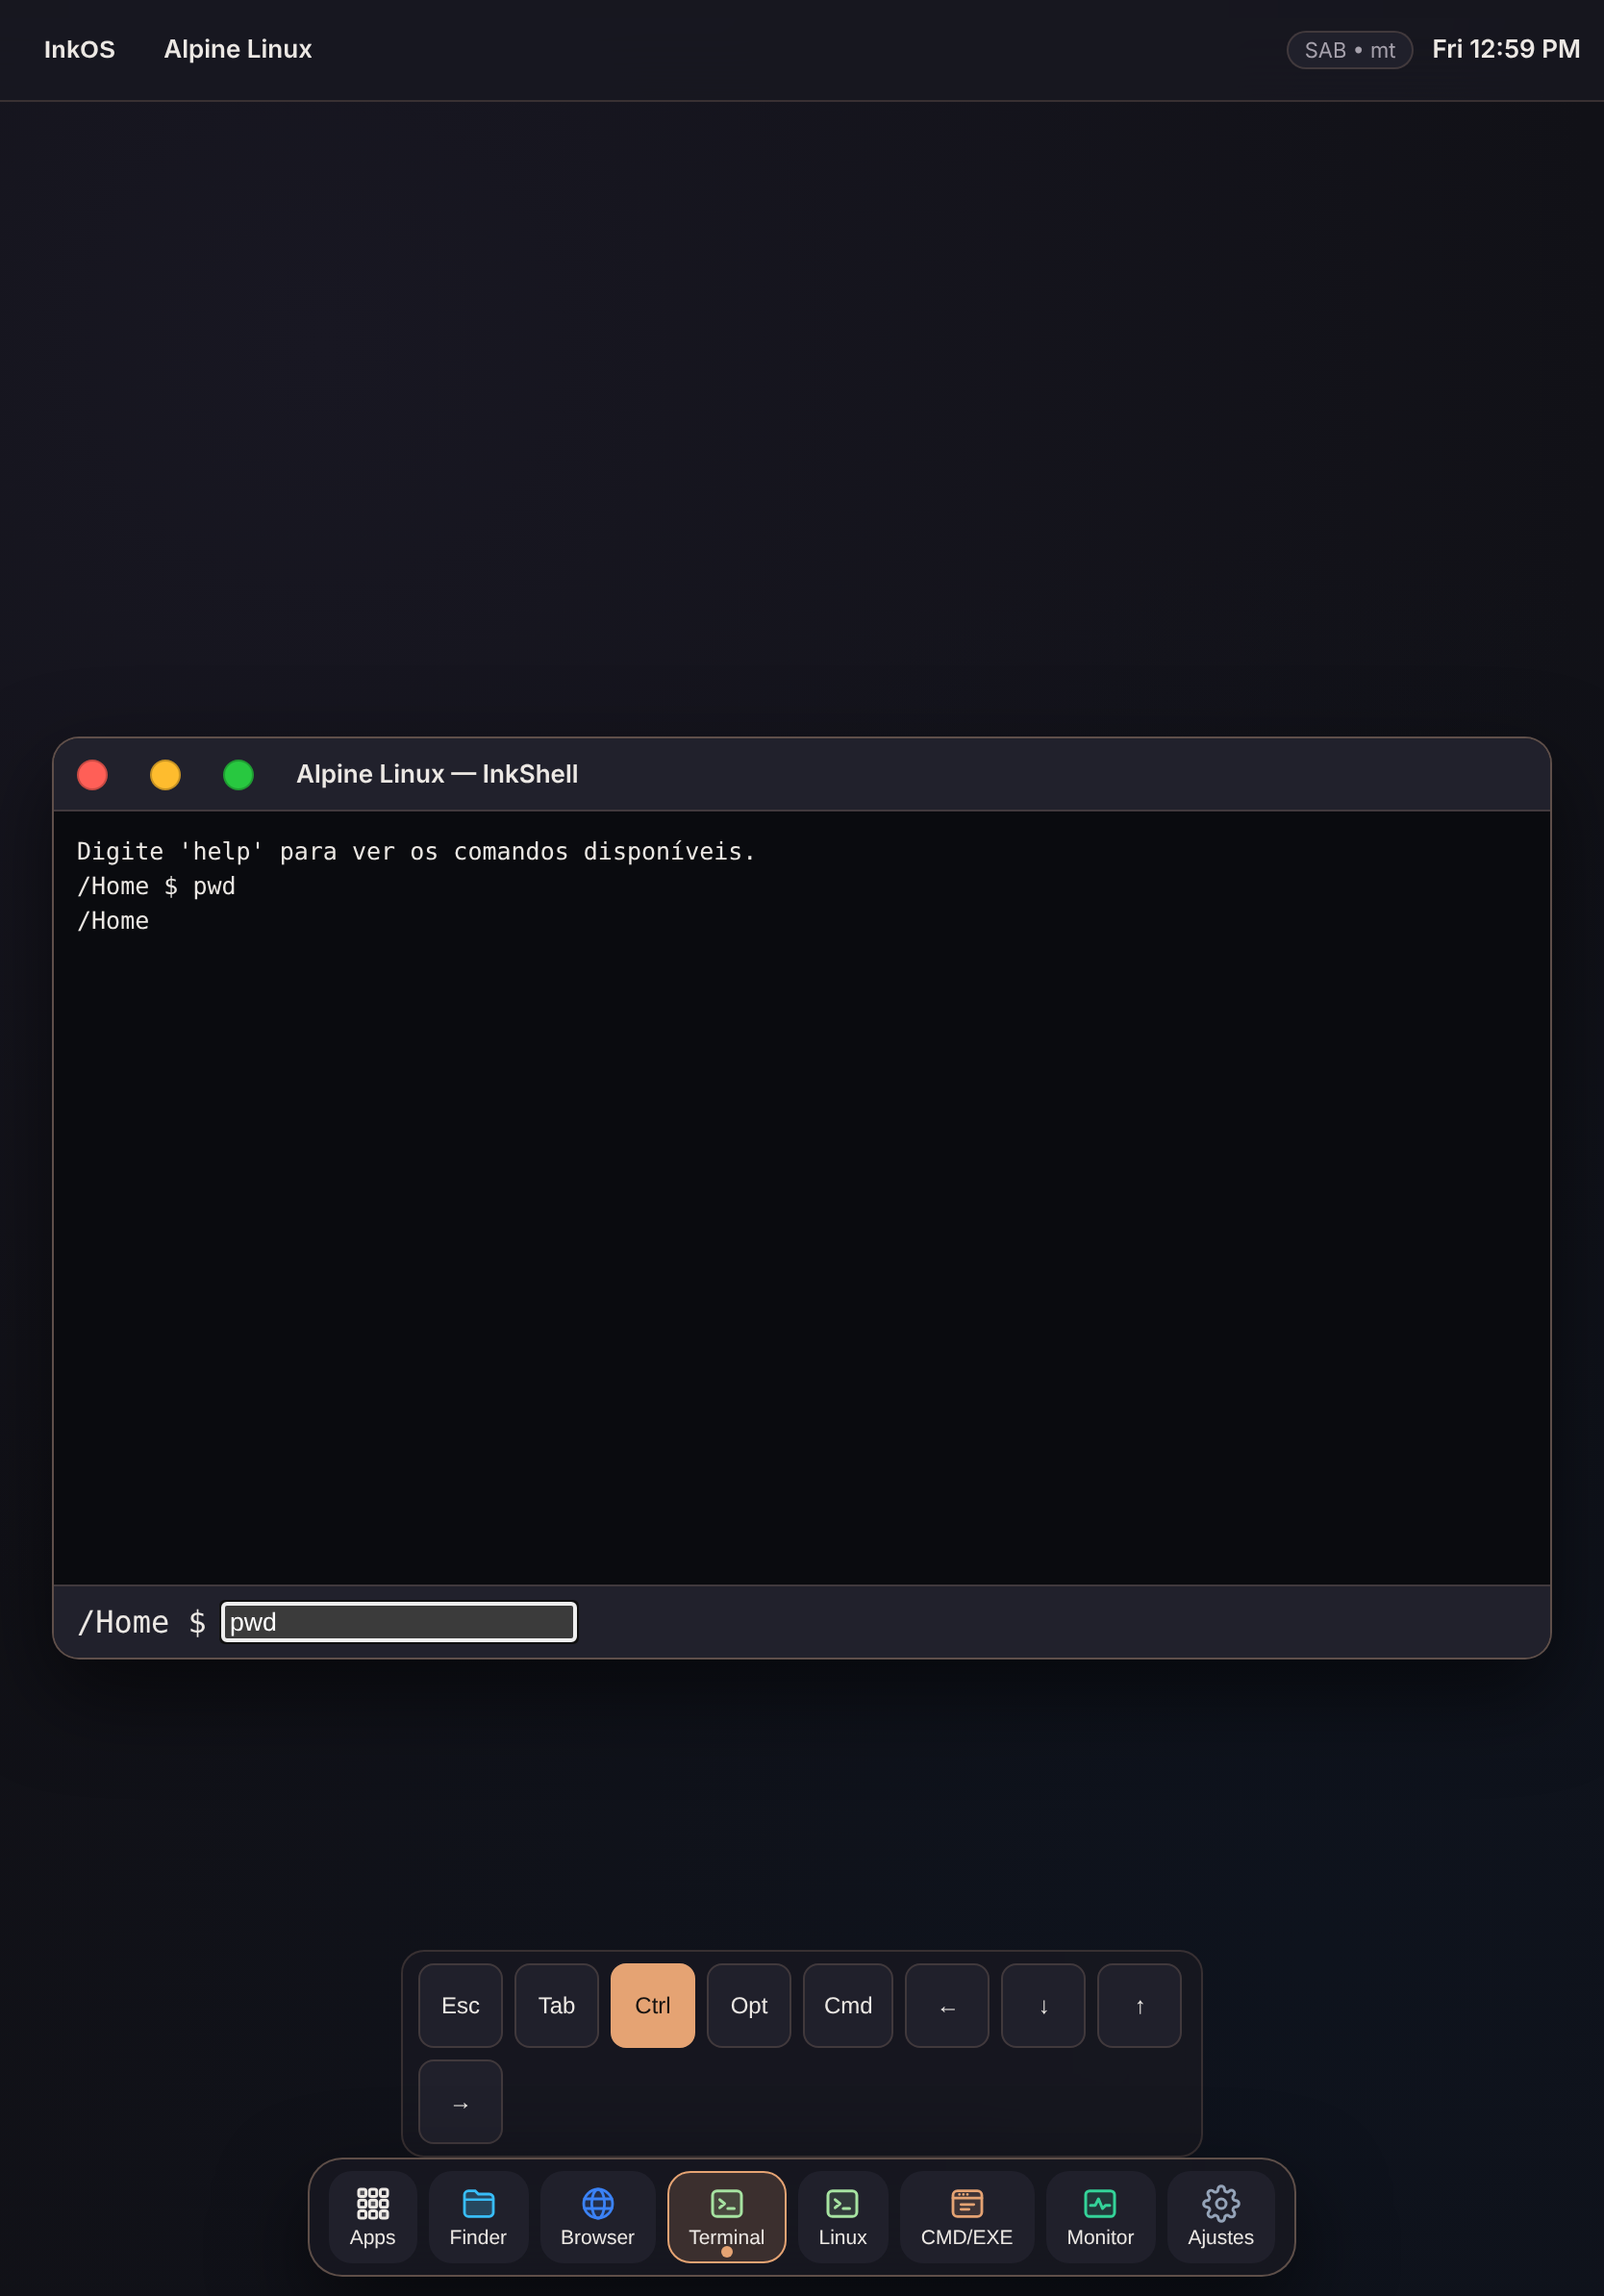 InkOS Alpine Linux SAB • mt Fri 12:59 PM
Alpine Linux — InkShell
Digite 'help' para ver os comandos disponíveis.
/Home $ pwd
/Home
/Home $ pwd
Esc Tab Ctrl Opt Cmd ← ↓ ↑
→
Apps Finder Browser Terminal Linux CMD/EXE Monitor Ajustes